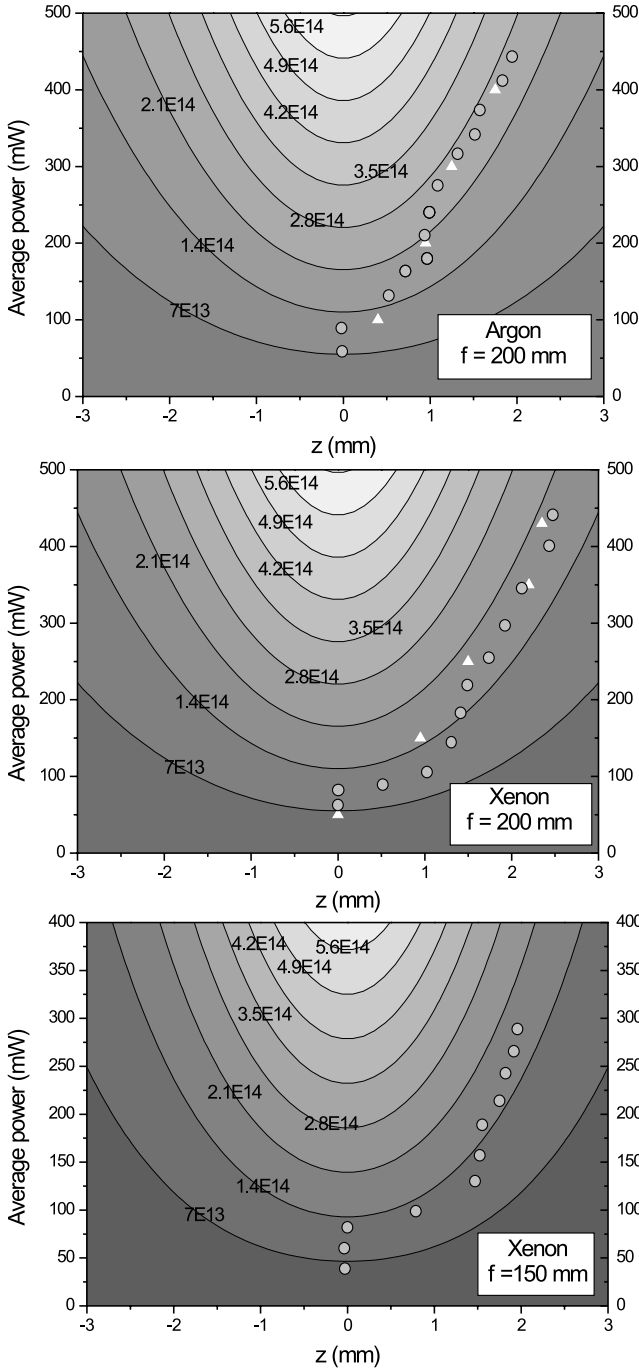 500
500
5.6E14
4.9E14
400
400
2.1E14
4.2E14
300
300
3.5E14
2.8E14
200
200
1.4E14
7E13
100
100
Argon
f = 200 mm
0
0
-3 -2 -1 0 1 2 3
Average power (mW)
z (mm)
500
500
5.6E14
4.9E14
400
400
2.1E14
4.2E14
300
300
3.5E14
2.8E14
200
200
1.4E14
7E13
100
100
Xenon
f = 200 mm
0
0
-3 -2 -1 0 1 2 3
Average power (mW)
z (mm)
400
400
4.2E14
5.6E14
4.9E14
350
350
3.5E14
300
300
250
250
2.1E14
200
200
2.8E14
150
150
1.4E14
7E13
100
100
50
50
Xenon
f =150 mm
0
0
-3 -2 -1 0 1 2 3
Average power (mW)
z (mm)